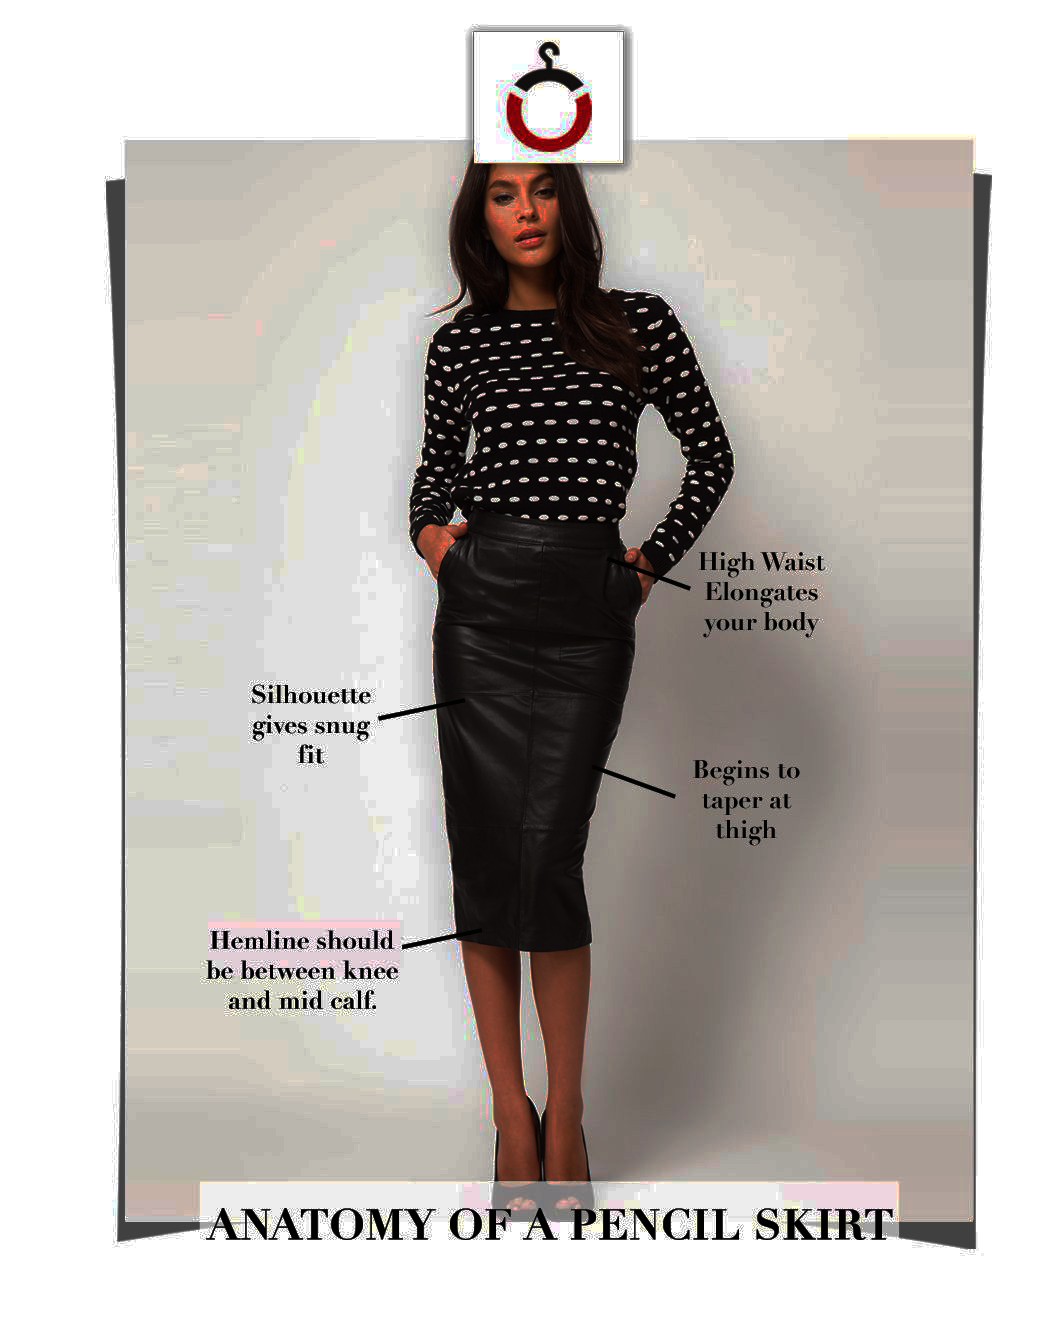 High Waist
Elongates
your body
Silhouette
gives snug
fit
Begins to
taper at
thigh
Hemline should
be between knee
and mid calf.
ANATOMY OF A PENCIL SKIRT